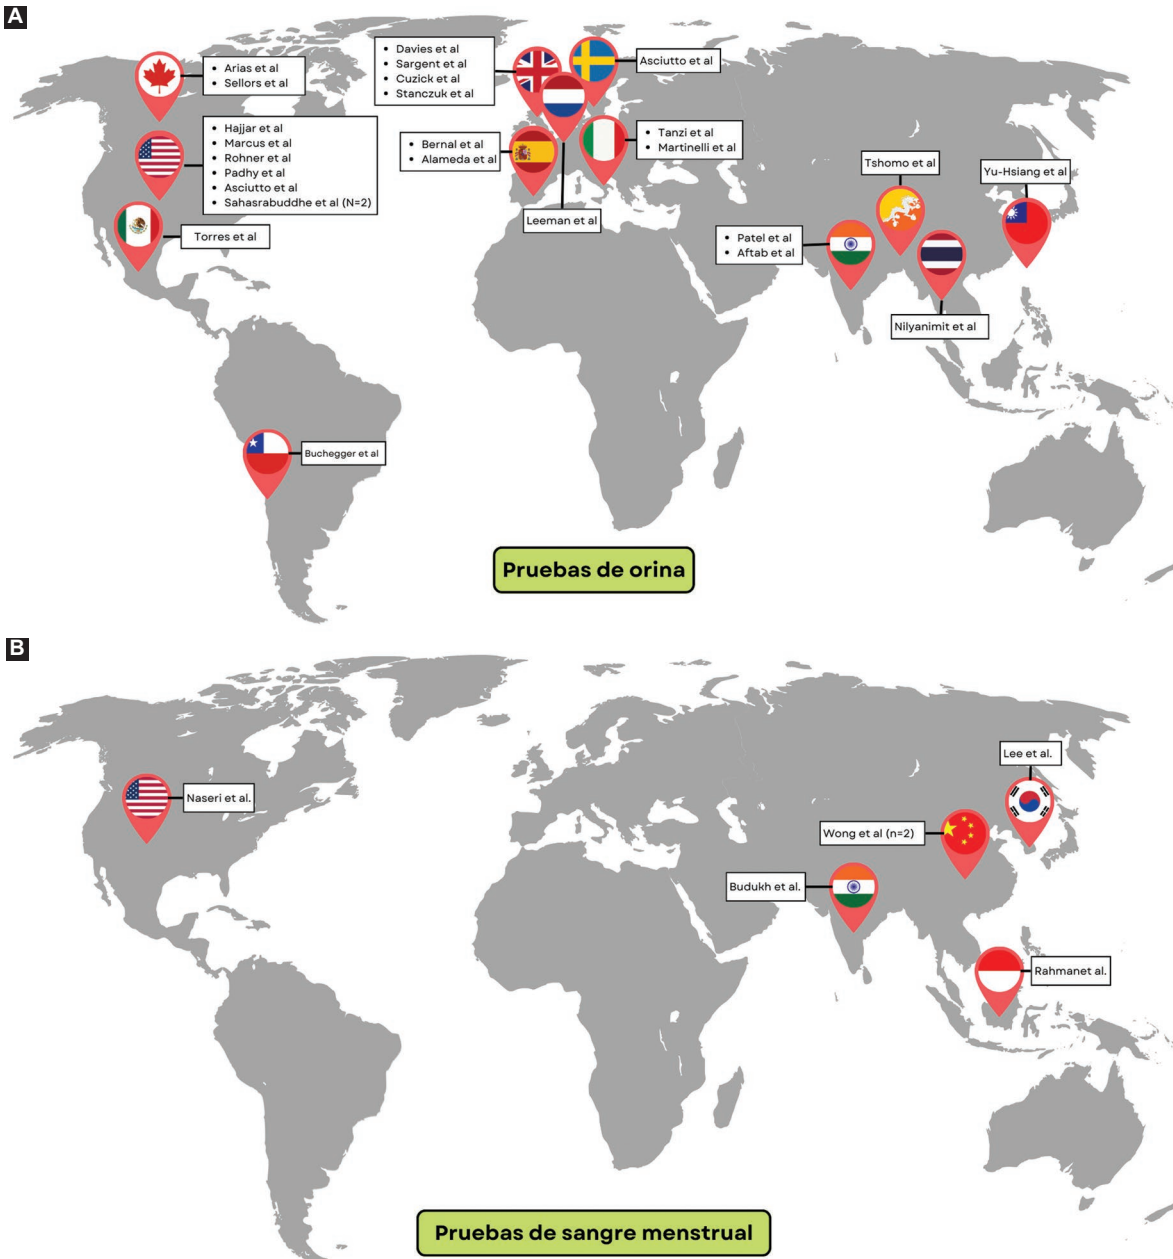 A
• Arias et al
• Sellors et al
• Davies et al
• Sargent et al
• Cuzick et al
• Stanczuk et al
Asciutto et al
• Hajjar et al
• Marcus et al
• Rohner et al
• Padhy et al
• Asciutto et al
• Sahasrabuddhe et al (N=2)
• Bernal et al
• Alameda et al
• Tanzi et al
• Martinelli et al
Tshomo et al
Yu-Hsiang et al
Torres et al
Leeman et al
• Patel et al
• Aftab et al
Nilyanimit et al
Buchegger et al
Pruebas de orina
B
Naseri et al.
Lee et al.
Wong et al (n=2)
Budukh et al.
Rahmanet al.
Pruebas de sangre menstrual